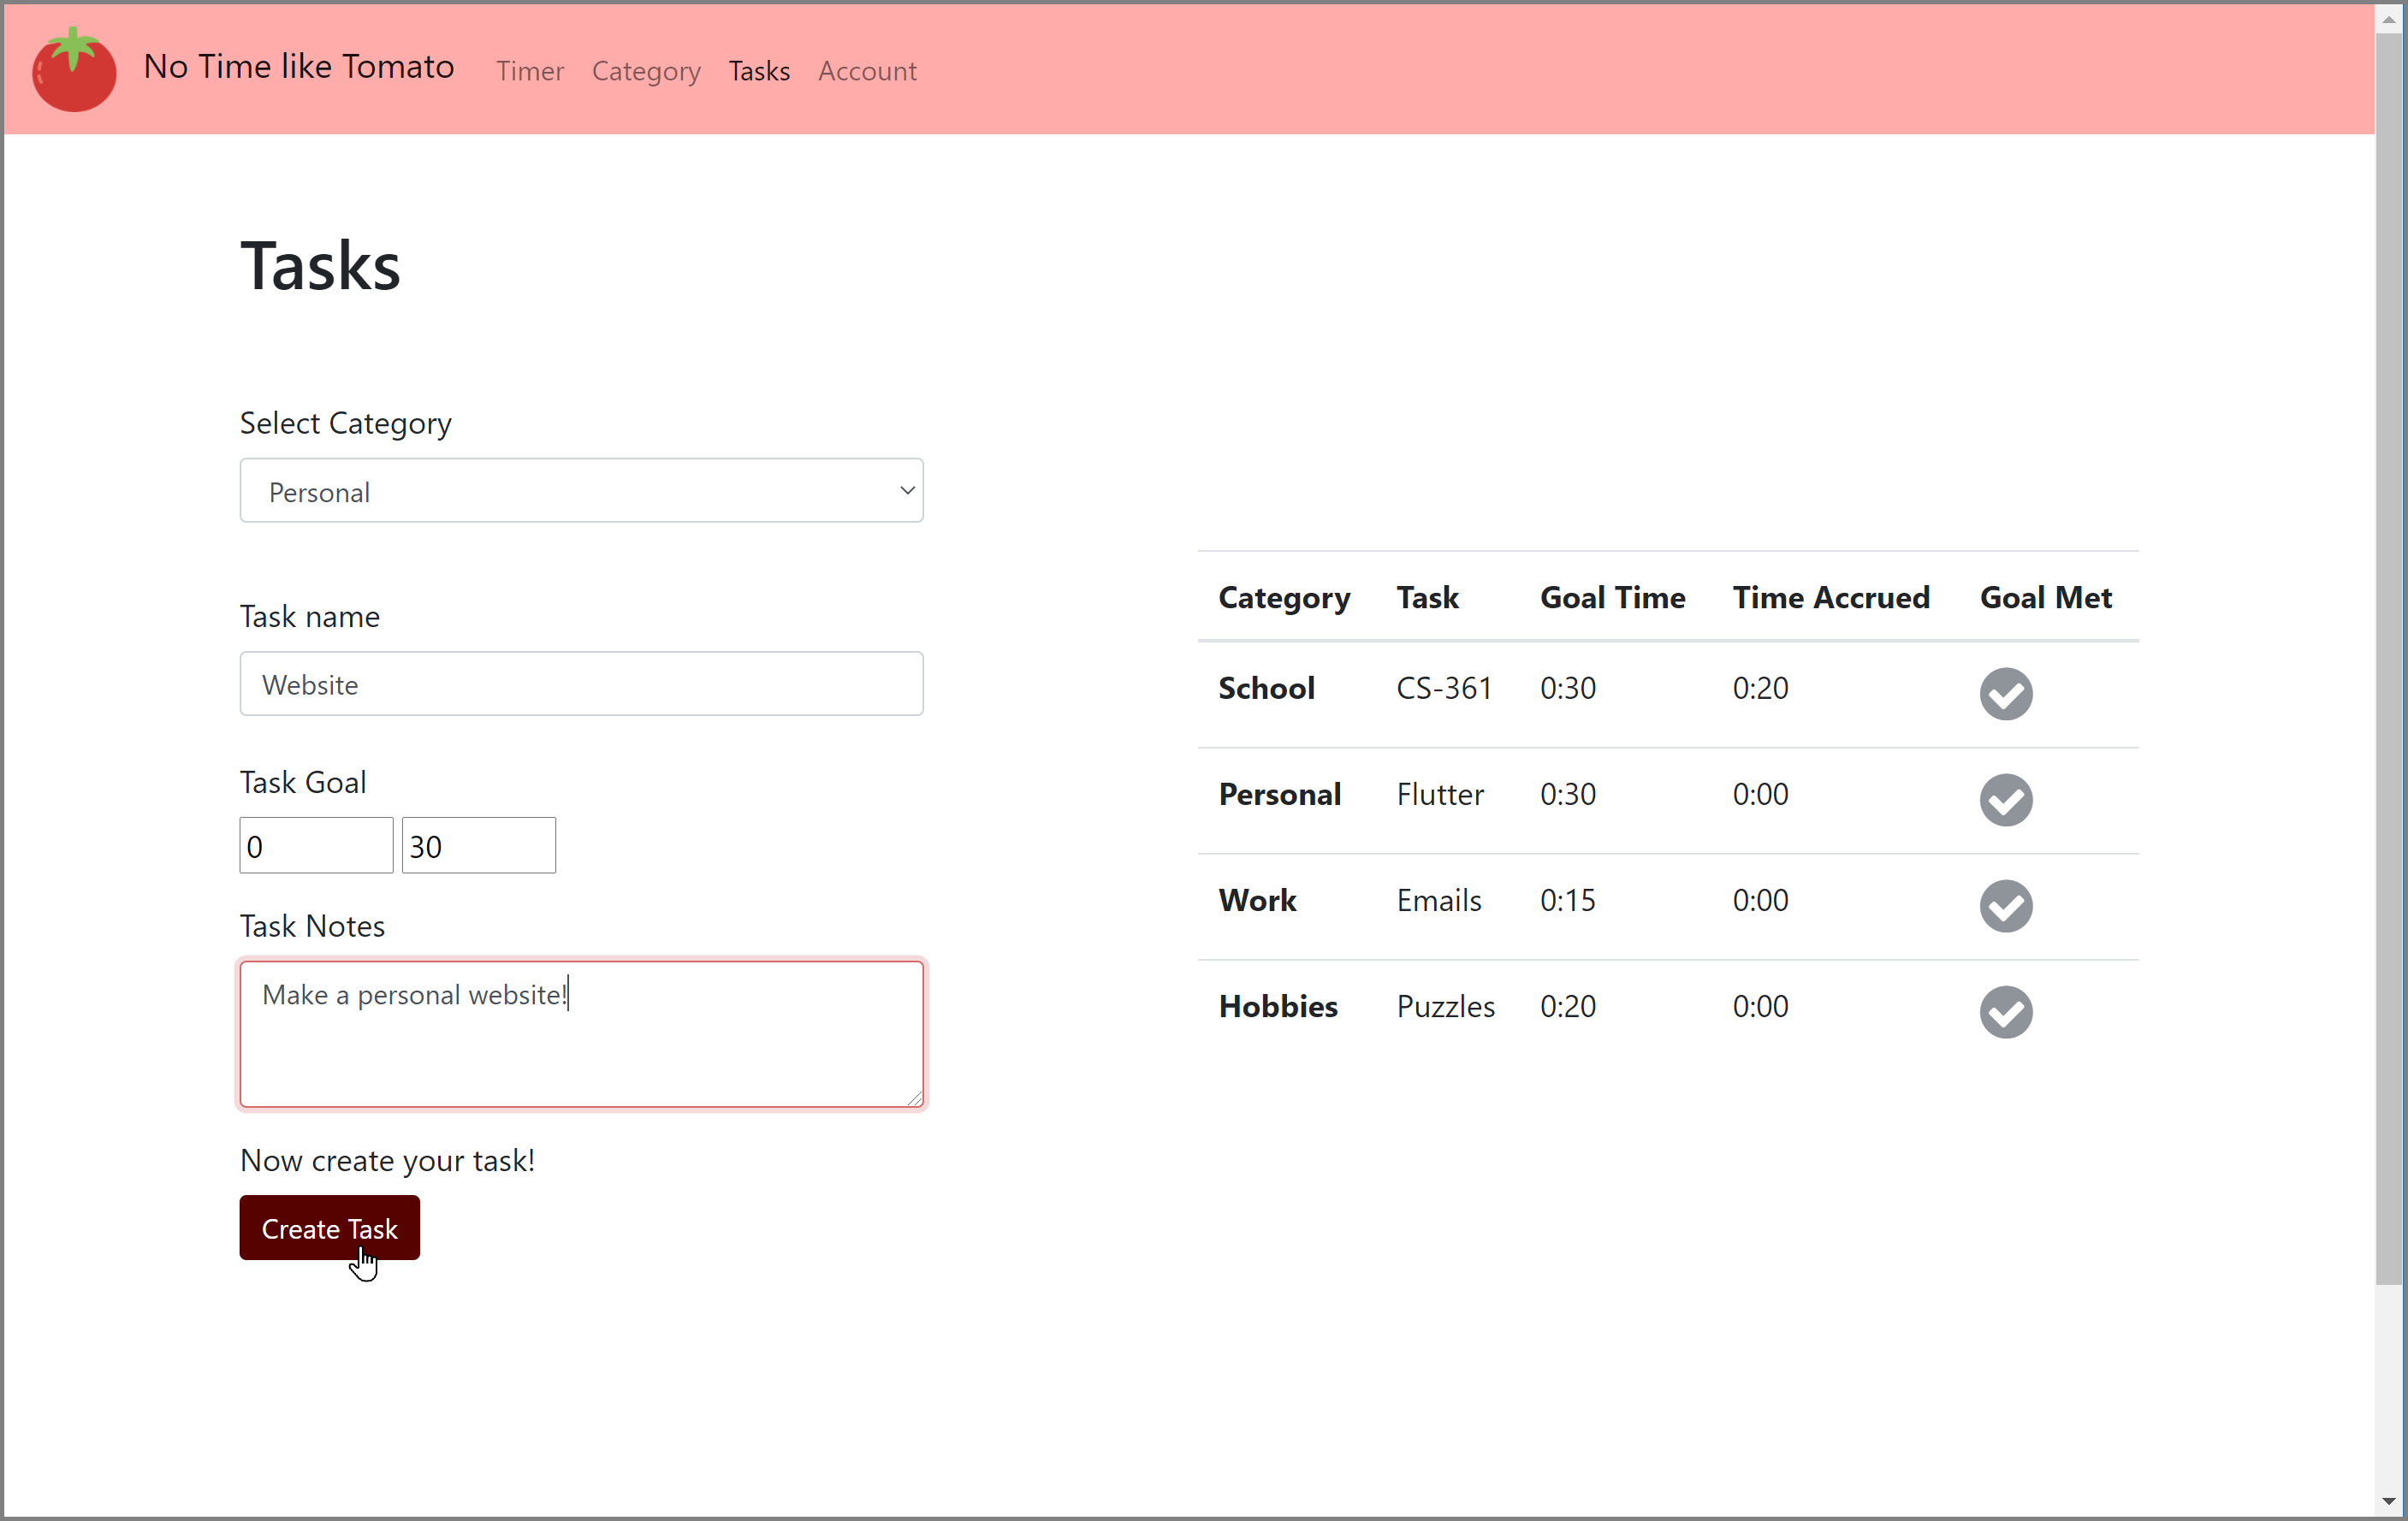 No Time like Tomato Timer Category Tasks Account
Tasks
Select Category
Personal
Task name
Website
Task Goal
0 30
Task Notes
Make a personal website!
Now create your task!
Create Task
Category Task Goal Time Time Accrued Goal Met
School CS-361 0:30 0:20
Personal Flutter 0:30 0:00
Work Emails 0:15 0:00
Hobbies Puzzles 0:20 0:00